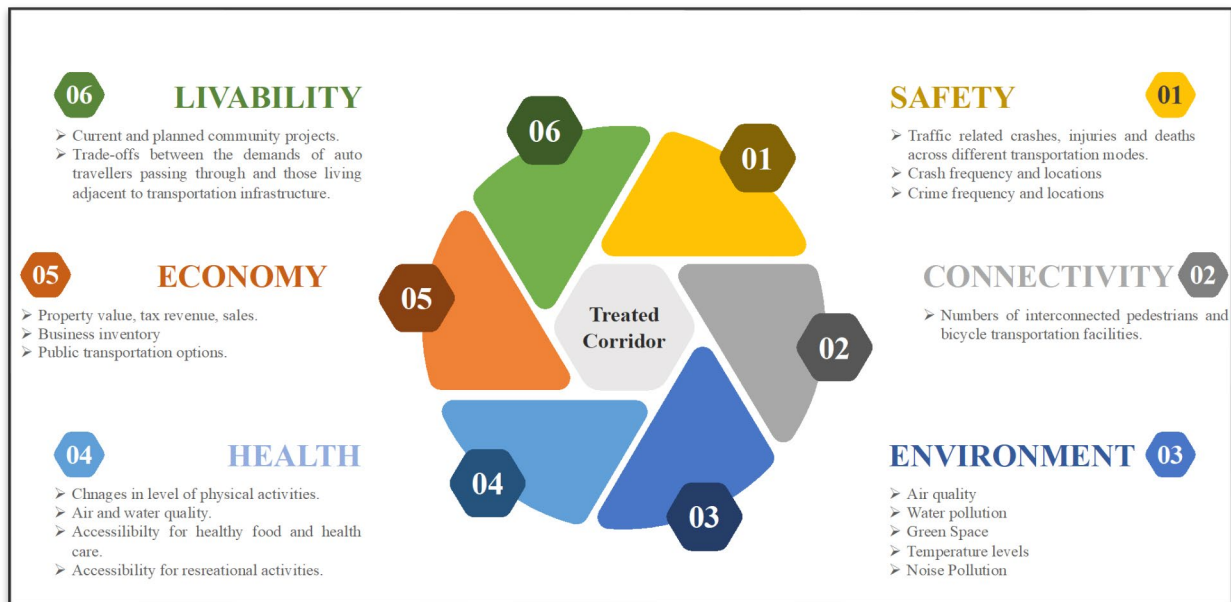 06 LIVABILITY
➢ Current and planned community projects.
➢ Trade-offs between the demands of auto
travellers passing through and those living
adjacent to transportation infrastructure.
05 ECONOMY
➢ Property value, tax revenue, sales.
➢ Business inventory
➢ Public transportation options.
04 HEALTH
➢ Chnages in level of physical activities.
➢ Air and water quality.
➢ Accessilibilty for healthy food and health
care.
➢ Accessibility for resreational activities.
06
01
05
Treated
Corridor
02
04
03
SAFETY 01
➢ Traffic related crashes, injuries and deaths
across different transportation modes.
➢ Crash frequency and locations
➢ Crime frequency and locations
CONNECTIVITY 02
➢ Numbers of interconnected pedestrians and
bicycle transportation facilities.
ENVIRONMENT 03
➢ Air quality
➢ Water pollution
➢ Green Space
➢ Temperature levels
➢ Noise Pollution